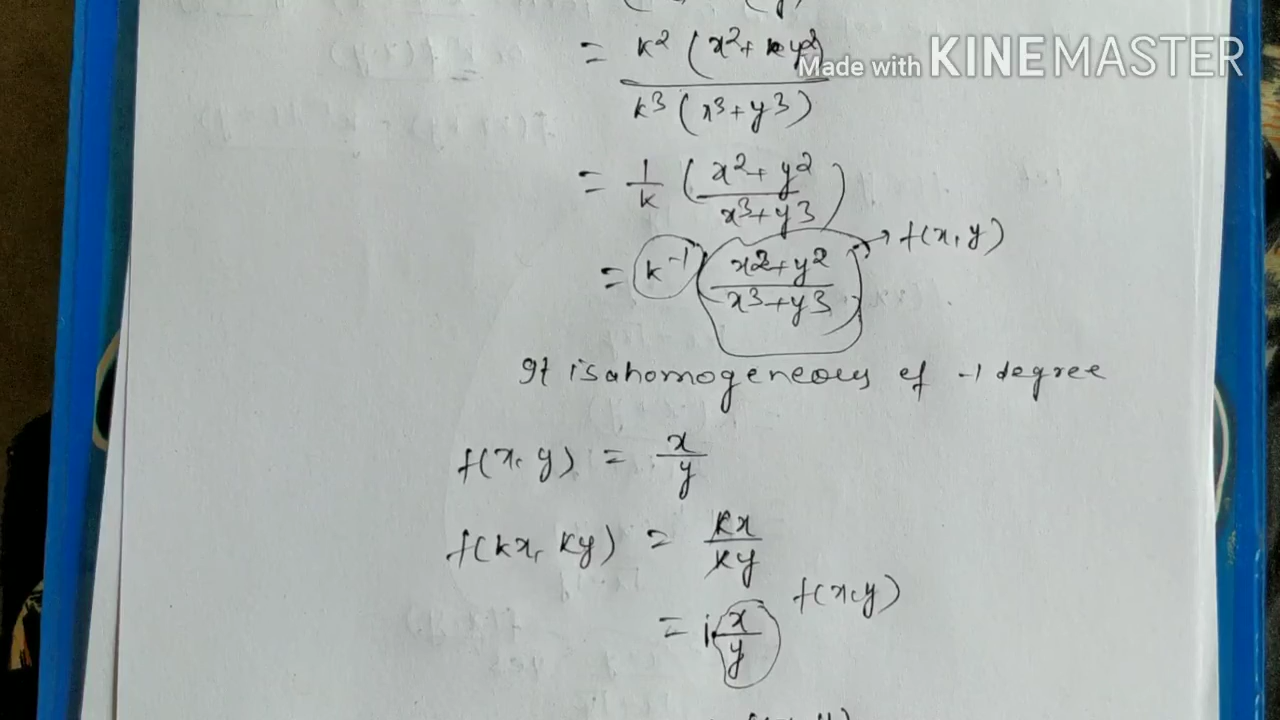 = k² (x² + y²)
k³ (x³+y³)
Made with KINEMASTER
= 1/k (x²+y² / x³+y³)
= k⁻¹ (x²+y² / x³+y³) → f(x, y)
It is a homogeneous of -1 degree
f(x, y) = x/y
f(kx, ky) = kx/ky
= 1. x/y f(x,y)